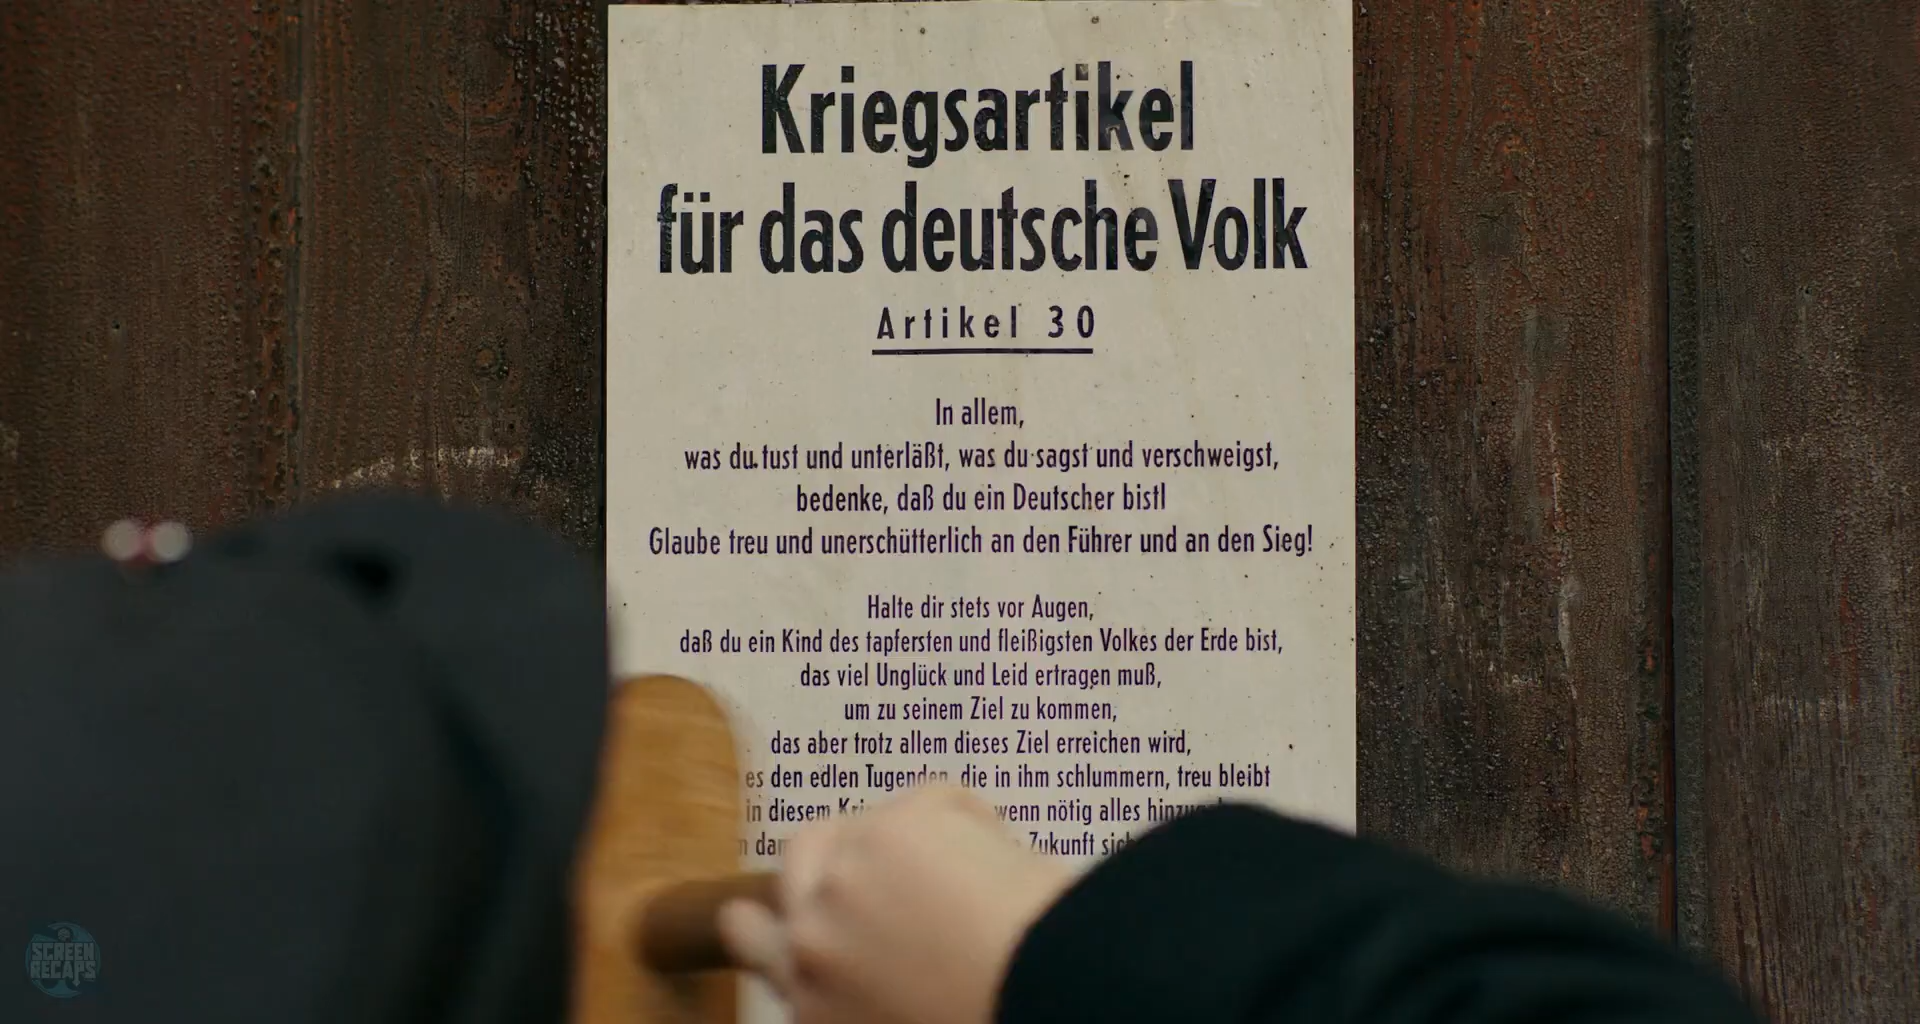 Kriegsartikel
für das deutsche Volk
Artikel 30
In allem,
was du tust und unterläßt, was du sagst und verschweigst,
bedenke, daß du ein Deutscher bist!
Glaube treu und unerschütterlich an den Führer und an den Sieg!
Halte dir stets vor Augen,
daß du ein Kind des tapfersten und fleißigsten Volkes der Erde bist,
das viel Unglück und Leid ertragen muß,
um zu seinem Ziel zu kommen,
das aber trotz allem dieses Ziel erreichen wird,
es den edlen Tugenden, die in ihm schlummern, treu bleibt
in diesem wenn nötig alles
Zukunft
SCREEN
RECAPS